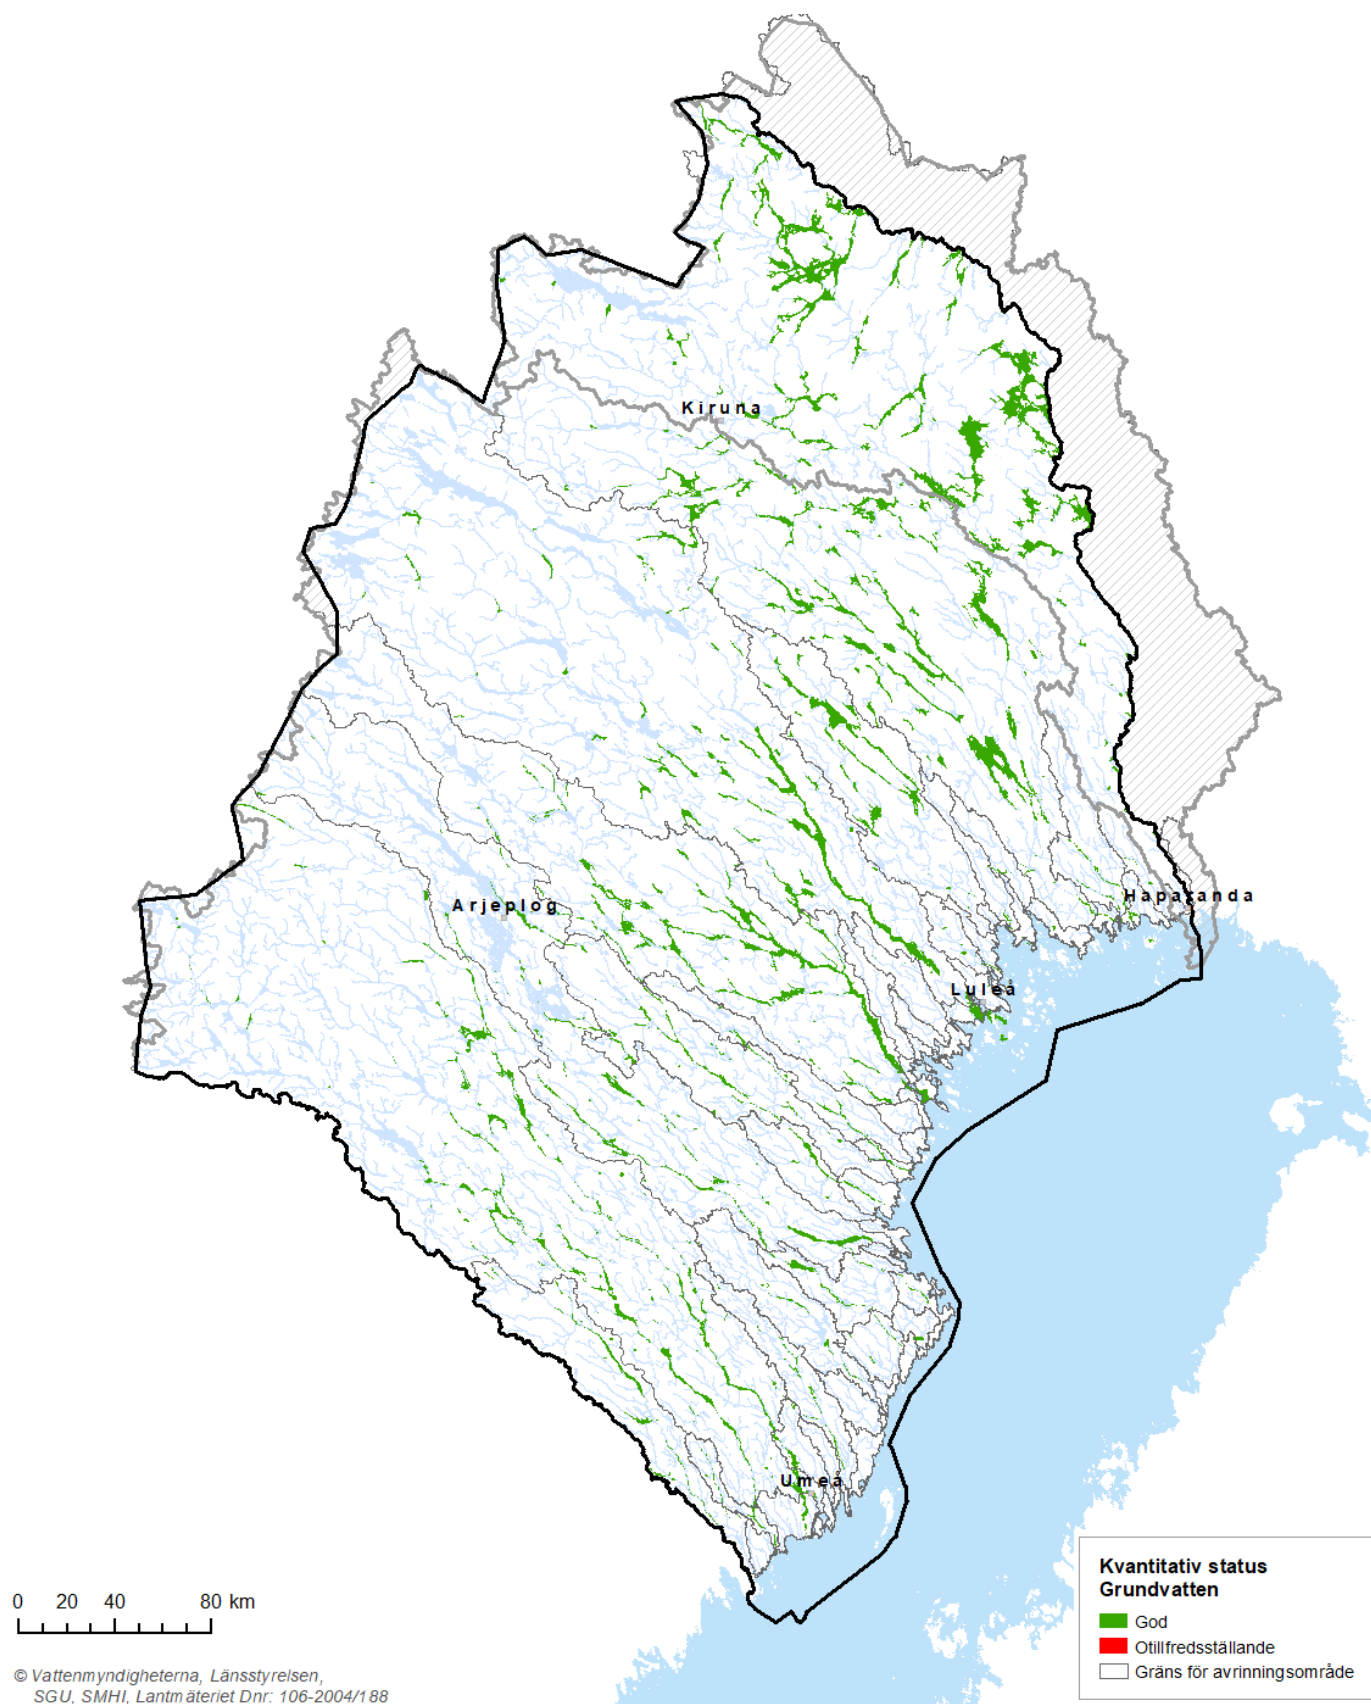 Kiruna
Haparanda
Arjeplog
Luleå
Umeå
Kvantitativ status
Grundvatten
God
Otillfredsställande
Gräns för avrinningsområde
0 20 40 80 km
© Vattenmyndigheterna, Länsstyrelsen,
SGU, SMHI, Lantmäteriet Dnr: 106-2004/188